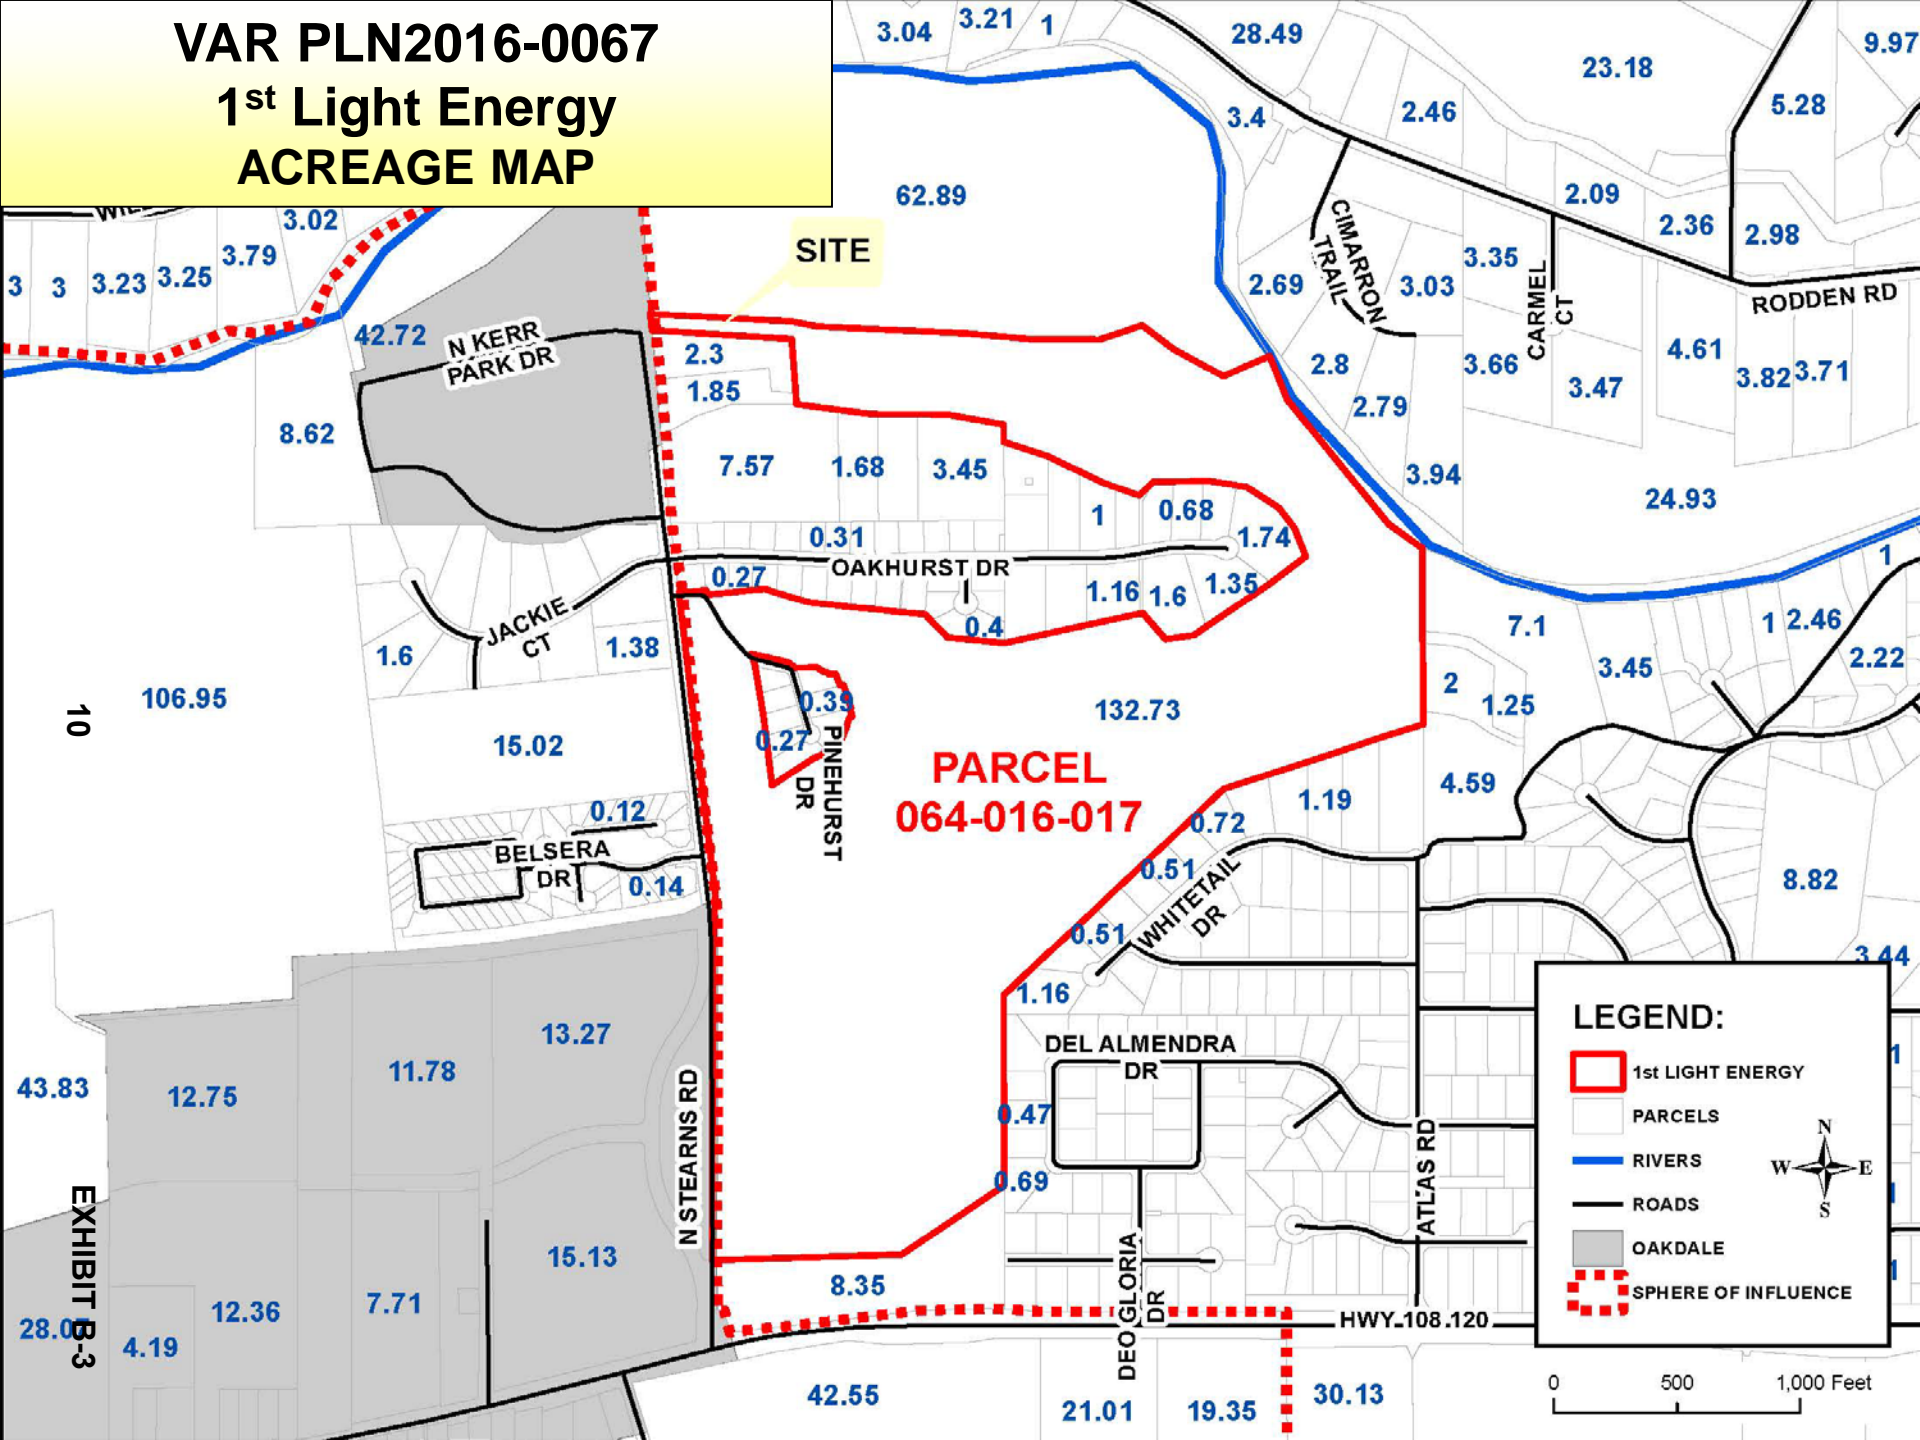 VAR PLN2016-0067
1st Light Energy
ACREAGE MAP
3.04
3.21
1
28.49
23.18
9.97
3.4
2.46
5.28
62.89
2.09
2.36
2.98
3.02
3
3
3.23
3.25
3.79
SITE
CIMARRON
TRAIL
2.69
3.03
3.35
CARMEL
CT
RODDEN RD
42.72
N KERR
PARK DR
2.3
1.85
2.8
2.79
3.66
3.47
4.61
3.82
3.71
8.62
7.57
1.68
3.45
3.94
24.93
1
0.68
1.74
0.31
OAKHURST DR
0.27
1.16
1.6
1.35
0.4
1
JACKIE
CT
1.6
1.38
7.1
1
2.46
2.22
3.45
2
1.25
106.95
10
0.39
0.27
PINEHURST
DR
132.73
15.02
PARCEL
064-016-017
4.59
1.19
0.72
0.51
0.51
WHITETAIL
DR
0.12
BELSERA
DR
0.14
8.82
3.44
1.16
13.27
11.78
12.75
43.83
N STEARNS RD
DEL ALMENDRA
DR
0.47
0.69
ATLAS RD
15.13
12.36
7.71
4.19
EXHIBIT B-3
8.35
DEO GLORIA
DR
HWY 108 120
42.55
21.01
19.35
30.13
LEGEND:
1st LIGHT ENERGY
PARCELS
RIVERS
ROADS
OAKDALE
SPHERE OF INFLUENCE
N
W
E
S
1
1
0
500
1,000 Feet